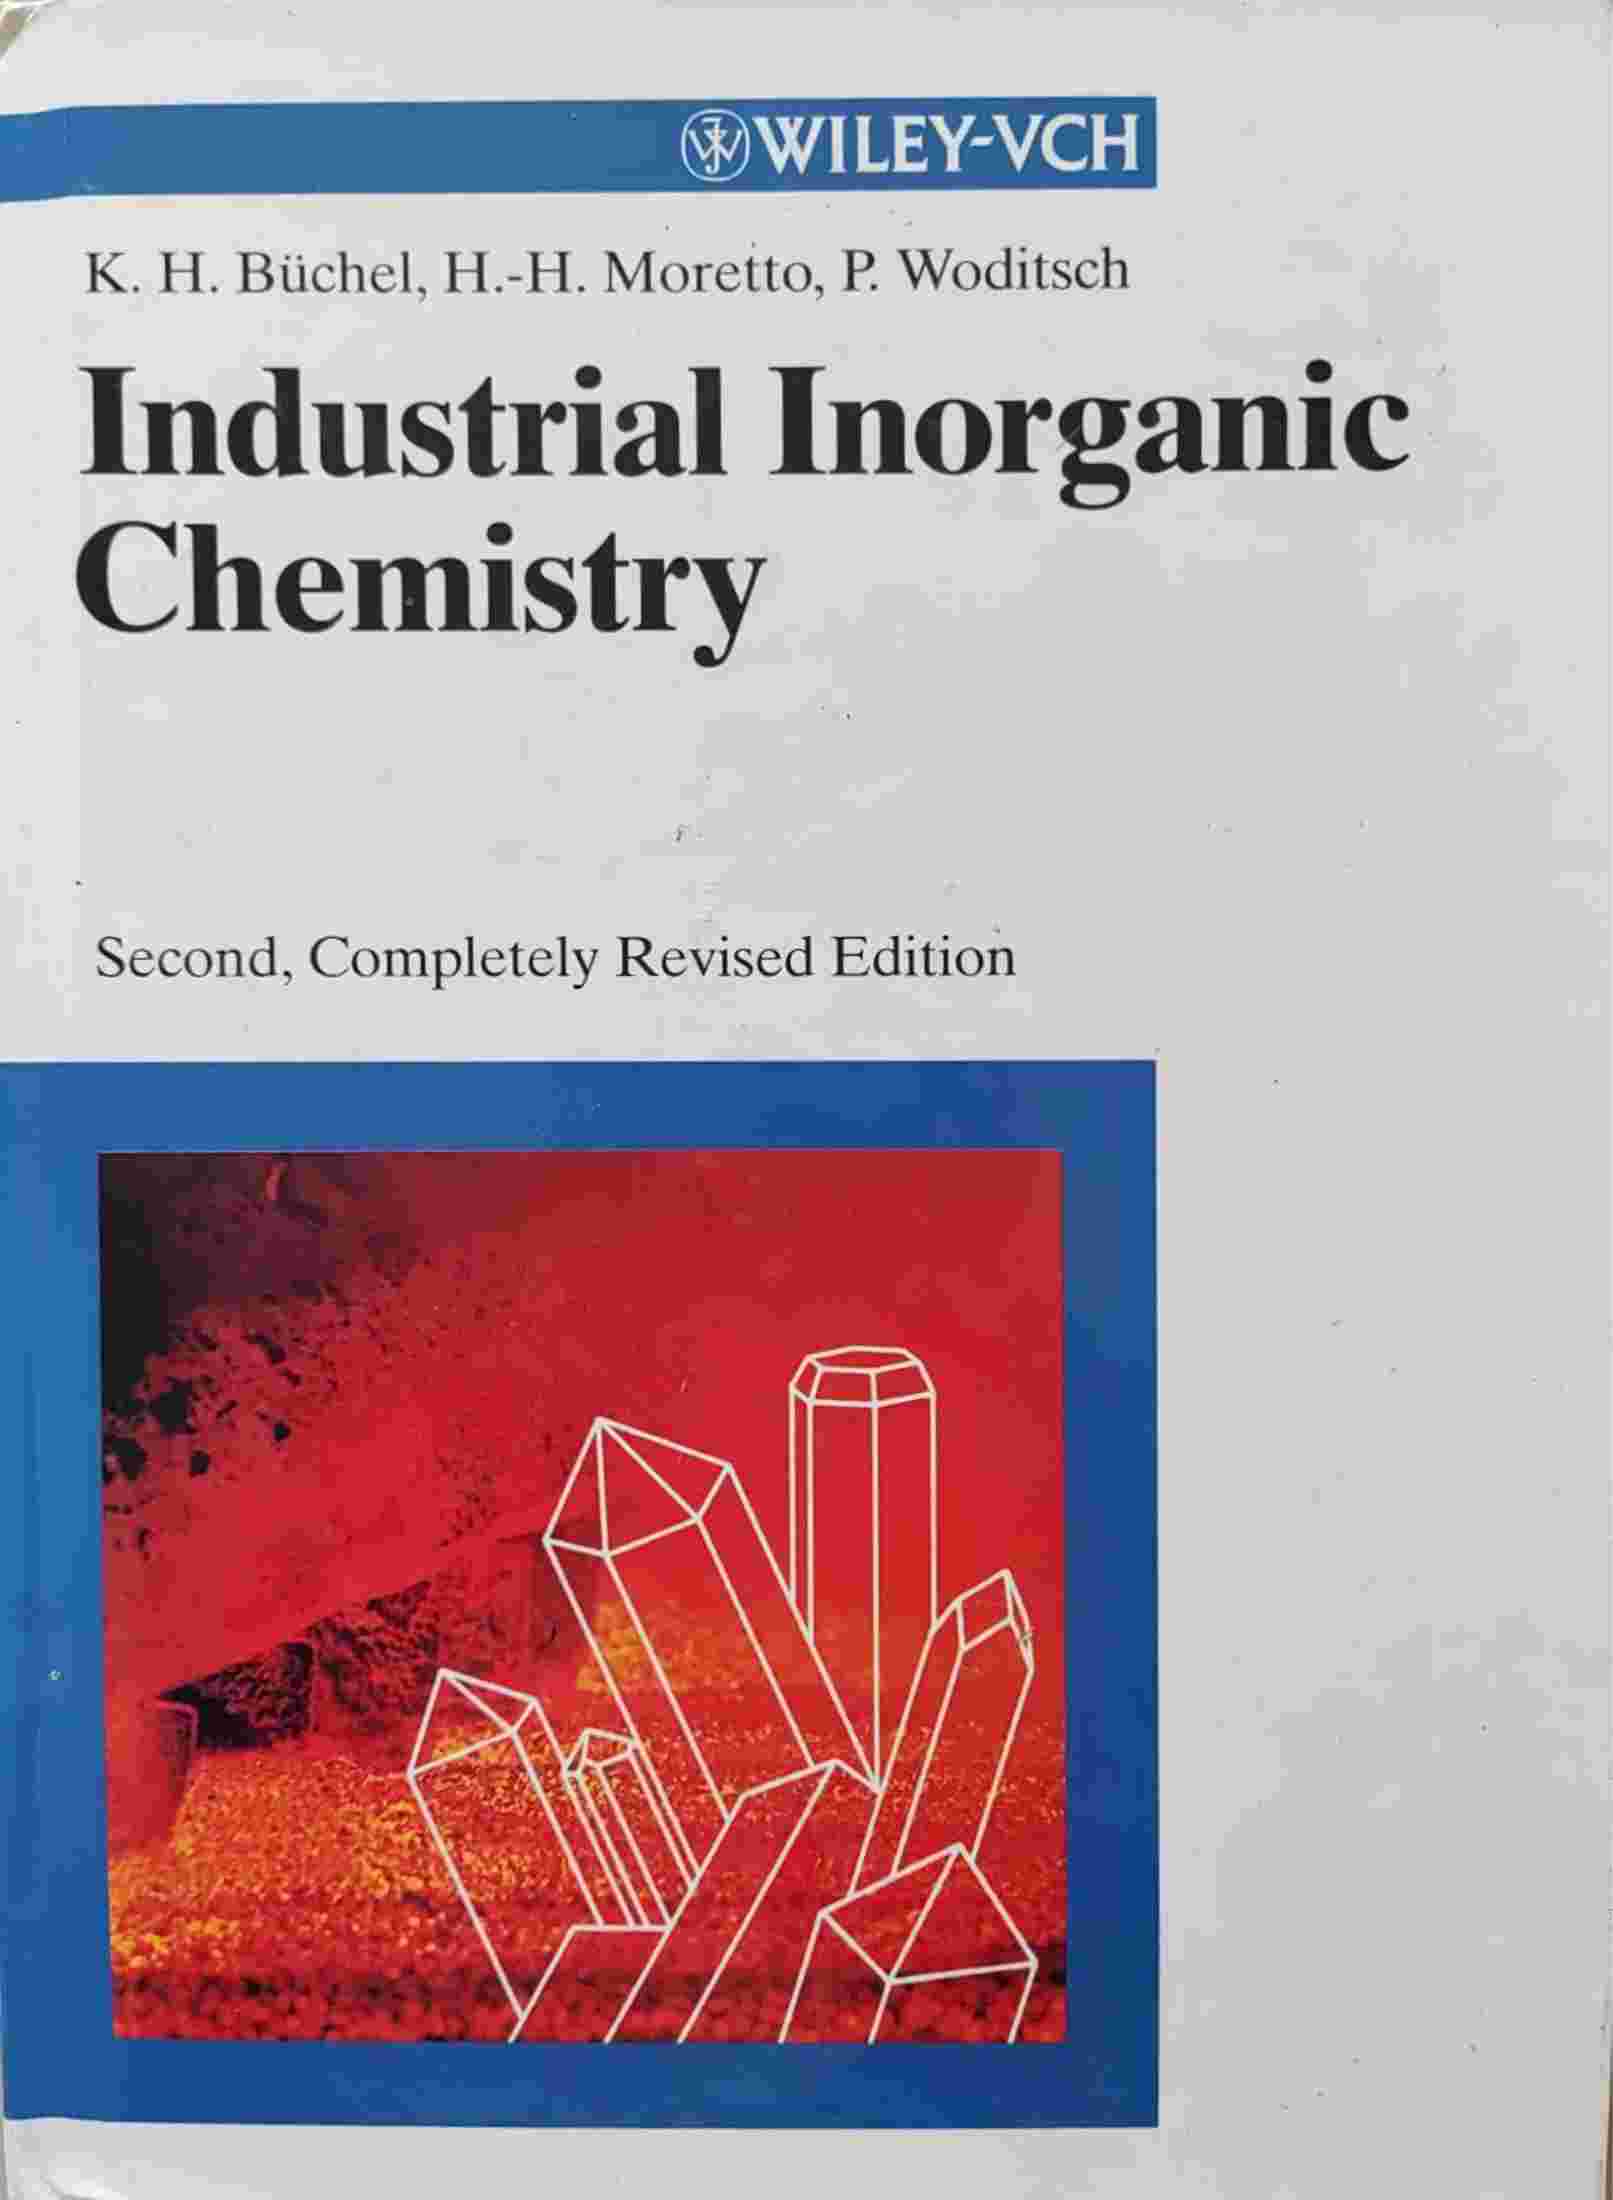 WILEY-VCH
K. H. Büchel, H.-H. Moretto, P. Woditsch
Industrial Inorganic
Chemistry
Second, Completely Revised Edition